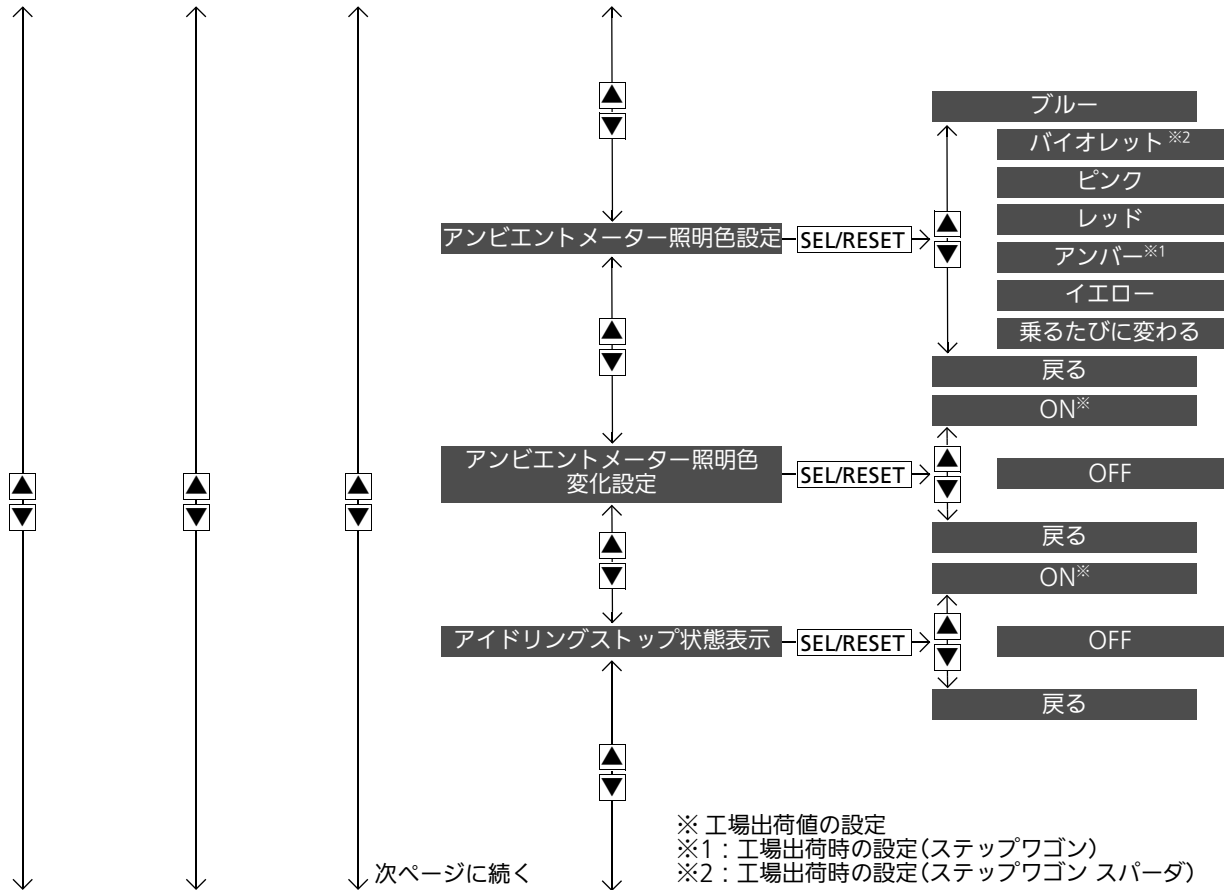 ブルー
バイオレット※2
ピンク
レッド
アンビエントメーター照明色設定
SEL/RESET
アンバー※1
イエロー
乗るたびに変わる
戻る
ON※
アンビエントメーター照明色
変化設定
SEL/RESET
OFF
戻る
ON※
アイドリングストップ状態表示
SEL/RESET
OFF
戻る
※ 工場出荷値の設定
※1：工場出荷時の設定(ステップワゴン)
※2：工場出荷時の設定(ステップワゴン スパーダ)
次ページに続く